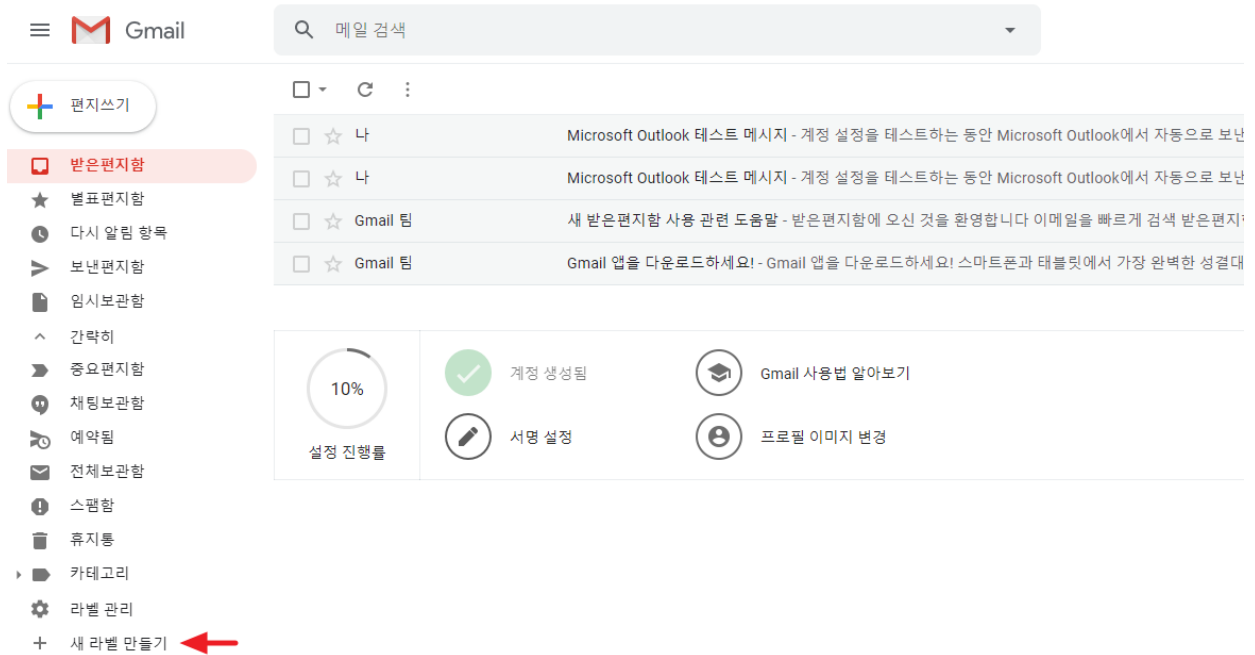 Gmail
메일 검색
편지쓰기
받은편지함
별표편지함
다시 알림 항목
보낸편지함
임시보관함
간략히
중요편지함
채팅보관함
예약됨
전체보관함
스팸함
휴지통
카테고리
라벨 관리
새 라벨 만들기
나 Microsoft Outlook 테스트 메시지 - 계정 설정을 테스트하는 동안 Microsoft Outlook에서 자동으로 보낸
나 Microsoft Outlook 테스트 메시지 - 계정 설정을 테스트하는 동안 Microsoft Outlook에서 자동으로 보낸
Gmail 팀 새 받은편지함 사용 관련 도움말 - 받은편지함에 오신 것을 환영합니다 이메일을 빠르게 검색 받은편지
Gmail 팀 Gmail 앱을 다운로드하세요! - Gmail 앱을 다운로드하세요! 스마트폰과 태블릿에서 가장 완벽한 성결대
10%
설정 진행률
계정 생성됨
Gmail 사용법 알아보기
서명 설정
프로필 이미지 변경